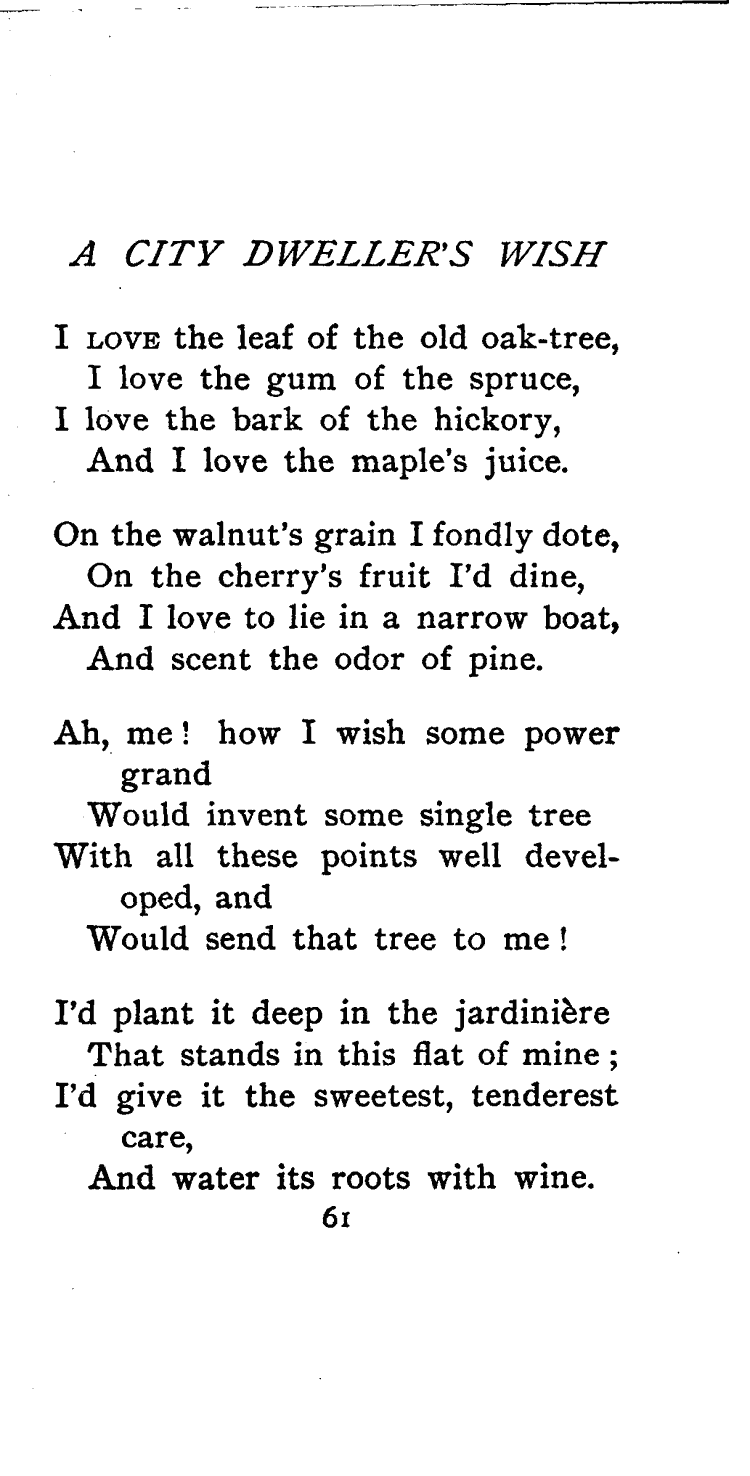 A CITY DWELLER'S WISH
I LOVE the leaf of the old oak-tree,
I love the gum of the spruce,
I love the bark of the hickory,
And I love the maple's juice.
On the walnut's grain I fondly dote,
On the cherry's fruit I'd dine,
And I love to lie in a narrow boat,
And scent the odor of pine.
Ah, me! how I wish some power
grand
Would invent some single tree
With all these points well devel-
oped, and
Would send that tree to me!
I'd plant it deep in the jardinière
That stands in this flat of mine;
I'd give it the sweetest, tenderest
care,
And water its roots with wine.
61